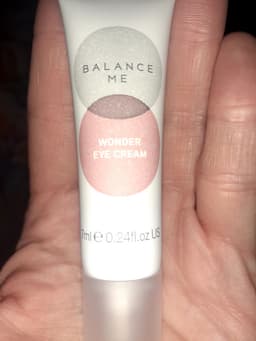 BALANCE
ME
WONDER
EYE CREAM
7ml ℮ 0.24fl.oz US